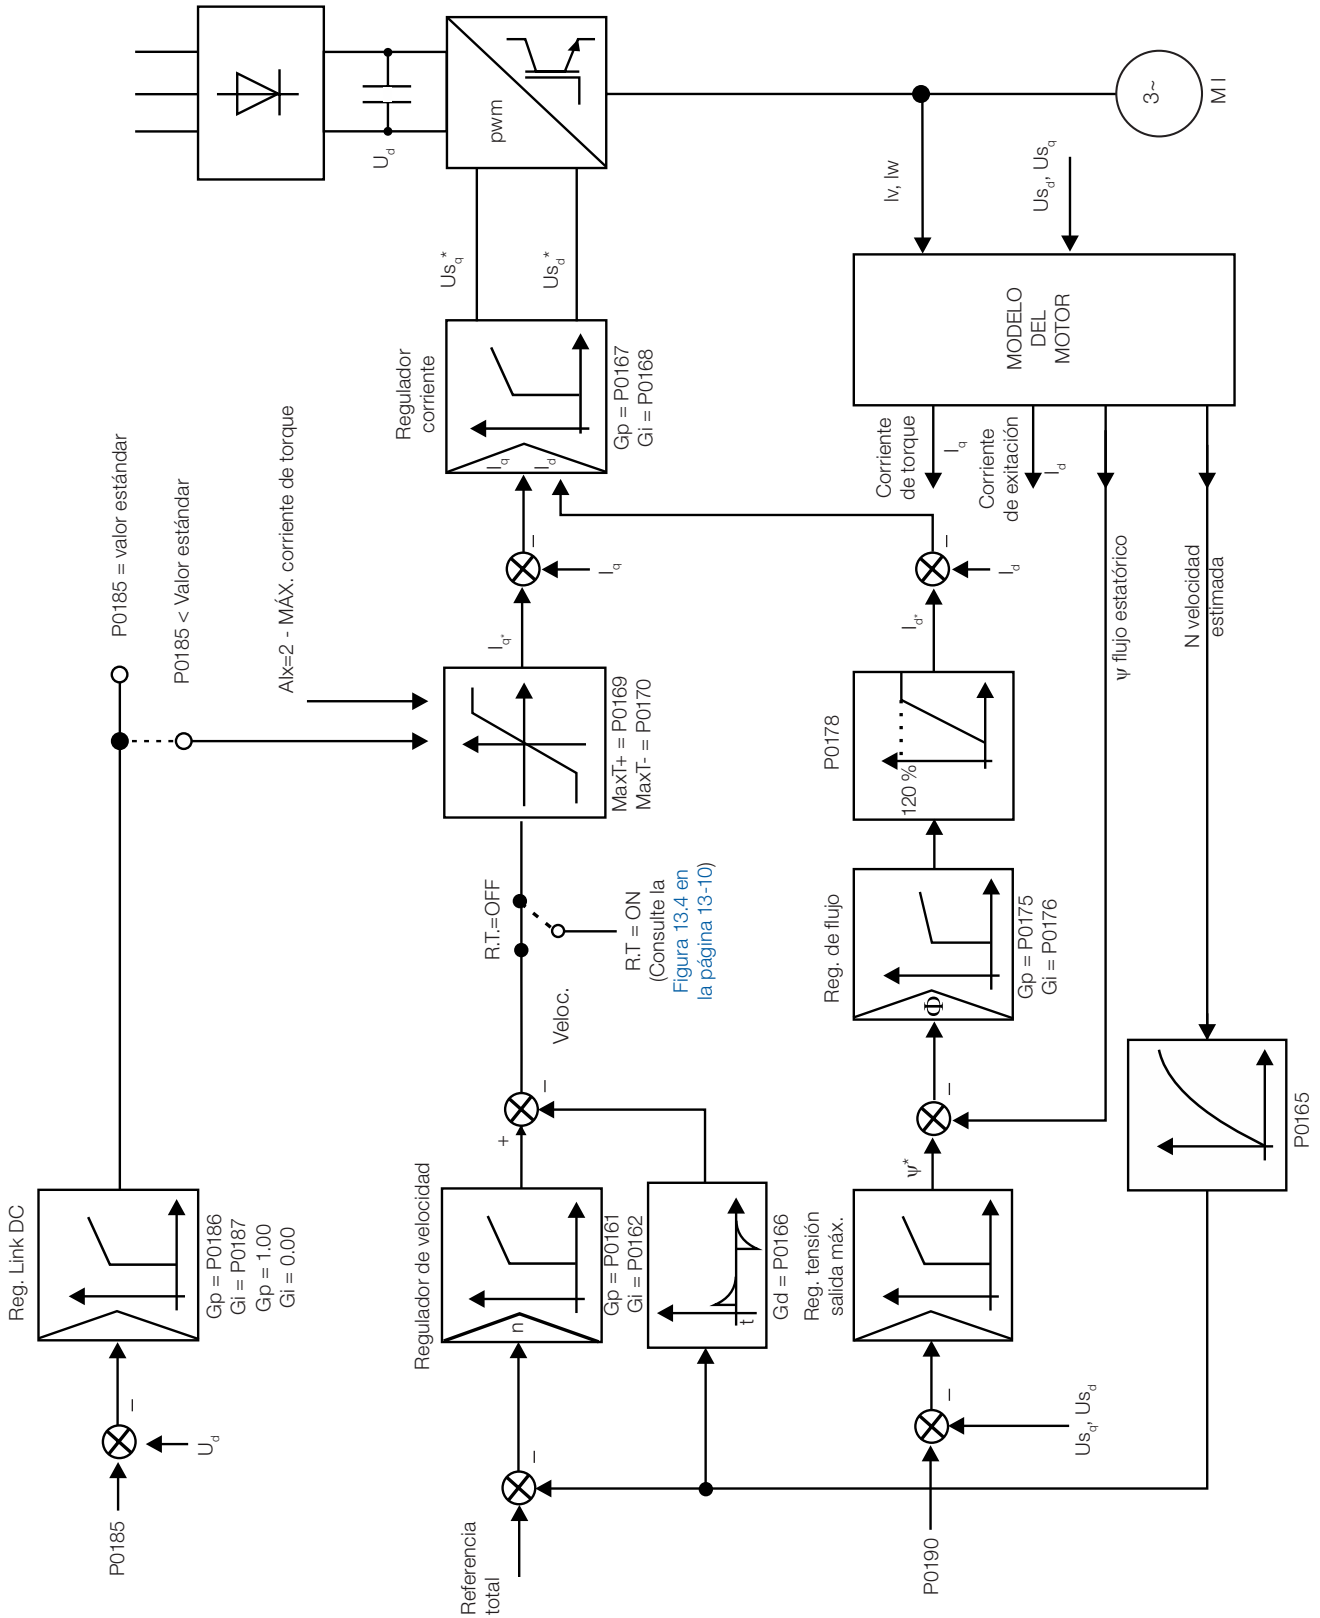 Reg. Link DC
P0185
–
U_d
Gp = P0186
Gi = P0187
Gp = 1.00
Gi = 0.00
P0185 = valor estándar
P0185 < Valor estándar
AIx=2 - MÁX. corriente de torque
U_d
Referencia
total
–
Regulador de velocidad
n
Gp = P0161
Gi = P0162
+
–
t
Gd = P0166
Veloc.
R.T.=OFF
R.T = ON
(Consulte la
Figura 13.4 en
la página 13-10)
MaxT+ = P0169
MaxT- = P0170
I_q*
–
I_q
Regulador
corriente
I_q
I_d
Gp = P0167
Gi = P0168
Us_q*
Us_d*
pwm
P0190
–
Us_q, Us_d
Reg. tensión
salida máx.
ψ*
–
Reg. de flujo
Φ
Gp = P0175
Gi = P0176
P0178
120 %
I_d*
–
I_d
Corriente
de torque
I_q
Corriente
de exitación
I_d
ψ flujo estatórico
N velocidad
estimada
MODELO
DEL
MOTOR
Iv, Iw
Us_d, Us_q
3~
M I
P0165